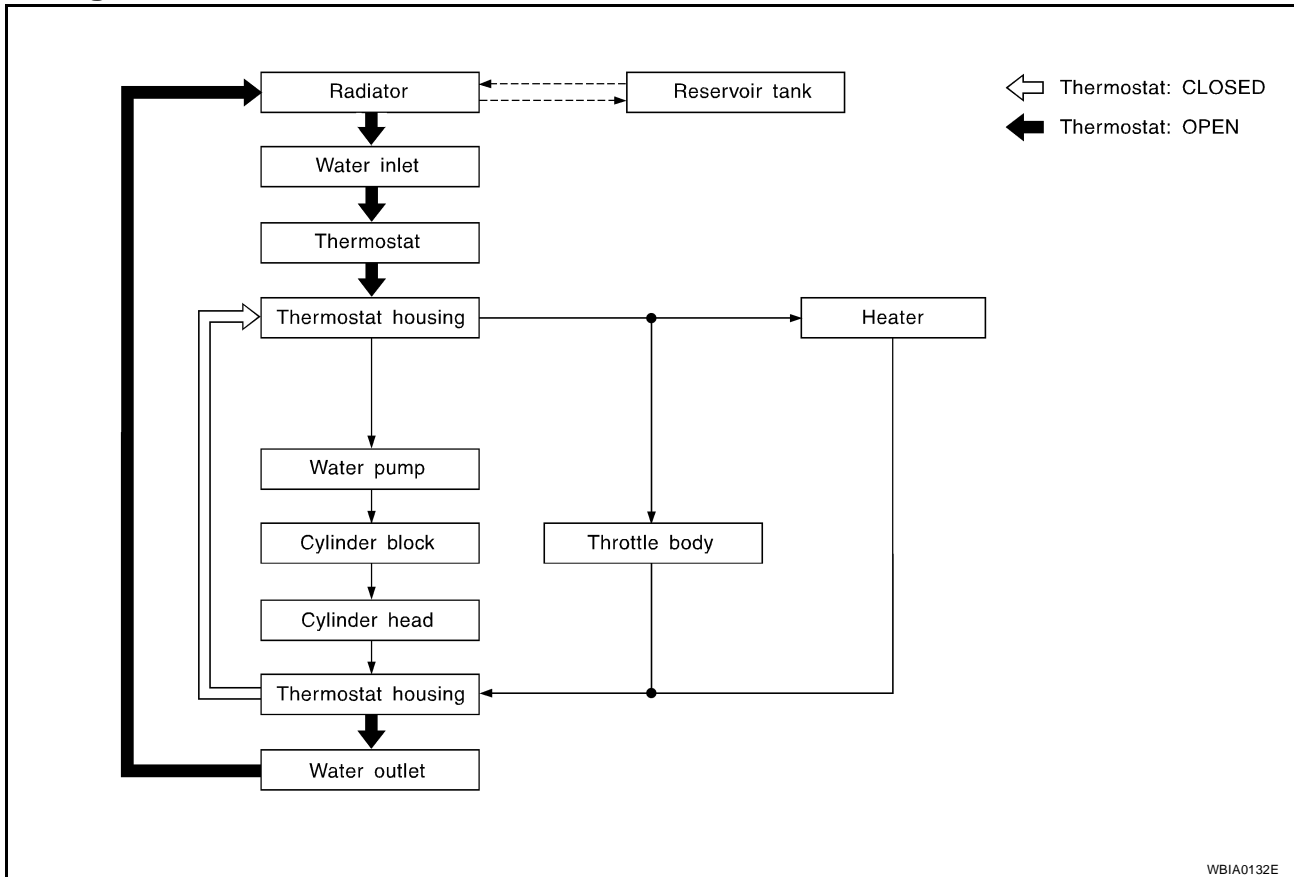 Radiator
Reservoir tank
Thermostat: CLOSED
Thermostat: OPEN
Water inlet
Thermostat
Thermostat housing
Heater
Water pump
Cylinder block
Throttle body
Cylinder head
Thermostat housing
Water outlet
WBIA0132E